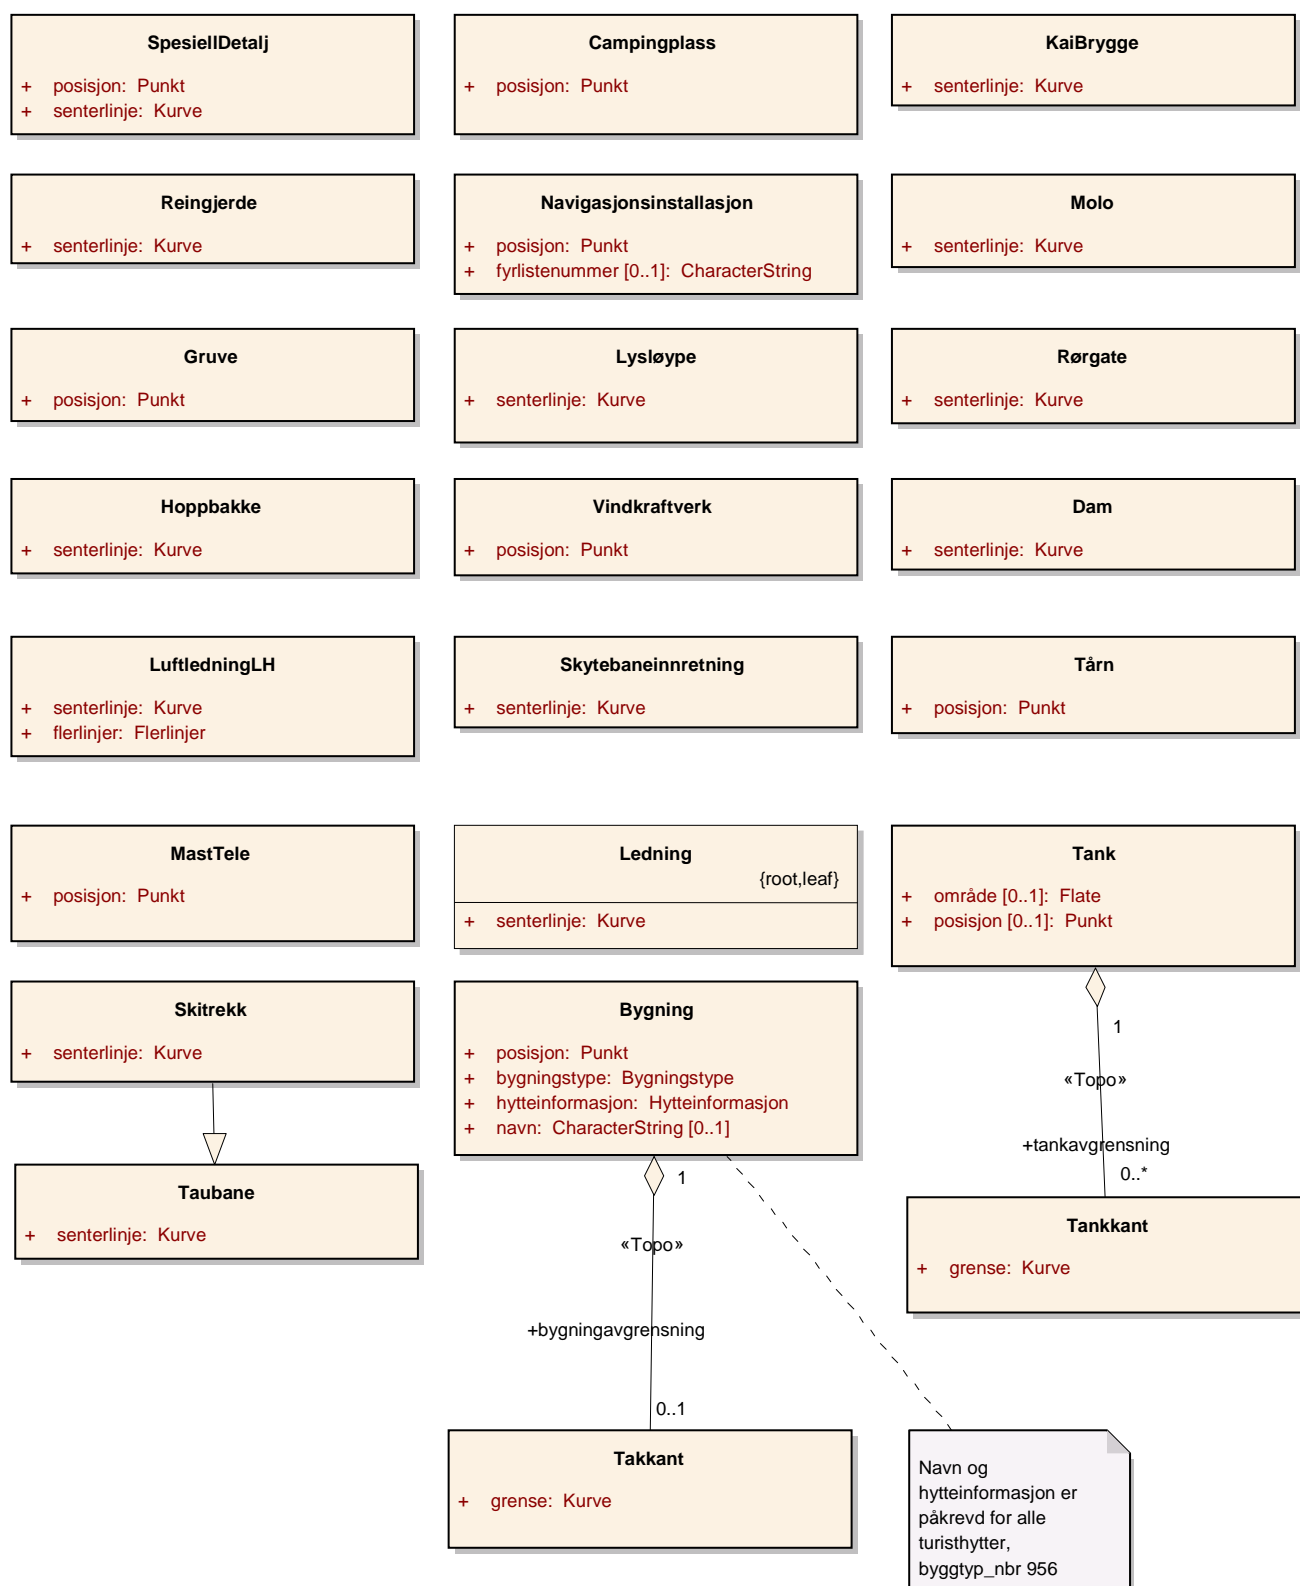 SpesiellDetalj
+ posisjon: Punkt
+ senterlinje: Kurve
Campingplass
+ posisjon: Punkt
KaiBrygge
+ senterlinje: Kurve
Reingjerde
+ senterlinje: Kurve
Navigasjonsinstallasjon
+ posisjon: Punkt
+ fyrlistenummer [0..1]: CharacterString
Molo
+ senterlinje: Kurve
Gruve
+ posisjon: Punkt
Lysløype
+ senterlinje: Kurve
Rørgate
+ senterlinje: Kurve
Hoppbakke
+ senterlinje: Kurve
Vindkraftverk
+ posisjon: Punkt
Dam
+ senterlinje: Kurve
LuftledningLH
+ senterlinje: Kurve
+ flerlinjer: Flerlinjer
Skytebaneinnretning
+ senterlinje: Kurve
Tårn
+ posisjon: Punkt
MastTele
+ posisjon: Punkt
Ledning
{root,leaf}
+ senterlinje: Kurve
Tank
+ område [0..1]: Flate
+ posisjon [0..1]: Punkt
Skitrekk
+ senterlinje: Kurve
Bygning
+ posisjon: Punkt
+ bygningstype: Bygningstype
+ hytteinformasjon: Hytteinformasjon
+ navn: CharacterString [0..1]
1
«Topo»
+tankavgrensning
0..*
Taubane
+ senterlinje: Kurve
1
«Topo»
+bygningavgrensning
0..1
Tankkant
+ grense: Kurve
Takkant
+ grense: Kurve
Navn og
hytteinformasjon er
påkrevd for alle
turisthytter,
byggtyp_nbr 956